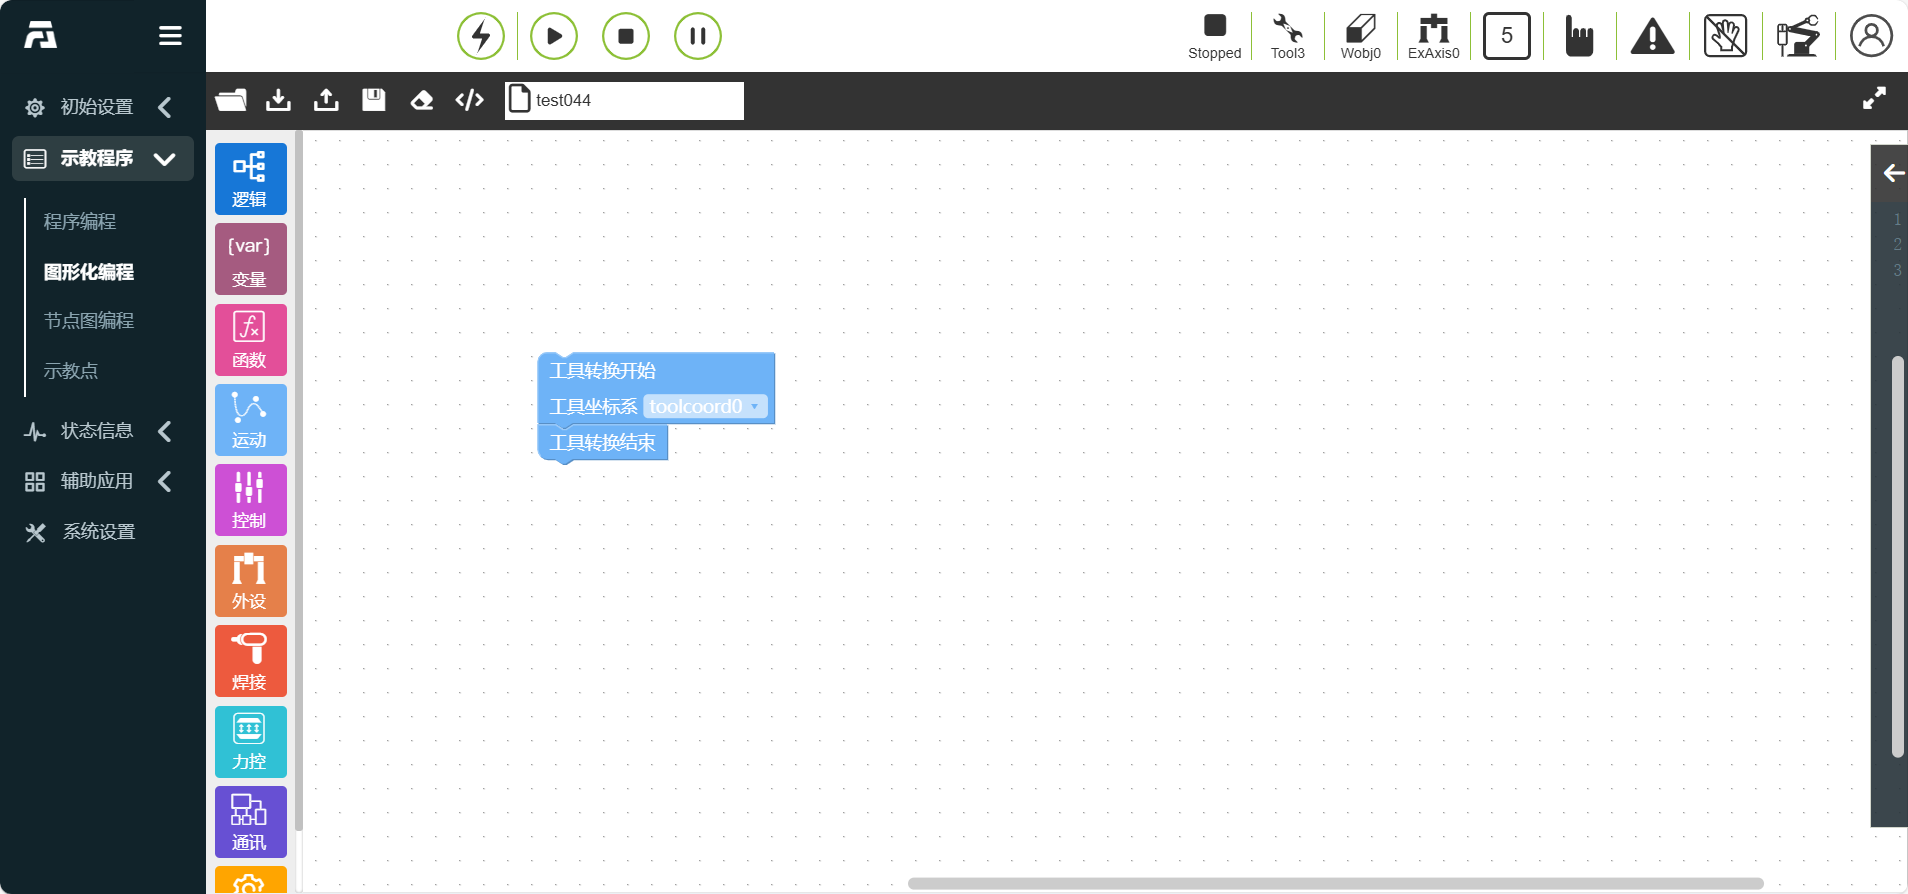 Stopped
Tool3
Wobj0
ExAxis0
5
test044
初始设置
示教程序
程序编程
图形化编程
节点图编程
示教点
状态信息
辅助应用
系统设置
逻辑
{var}
变量
fx
函数
运动
控制
外设
焊接
力控
通讯
工具转换开始
工具坐标系 toolcoord0
工具转换结束
1
2
3